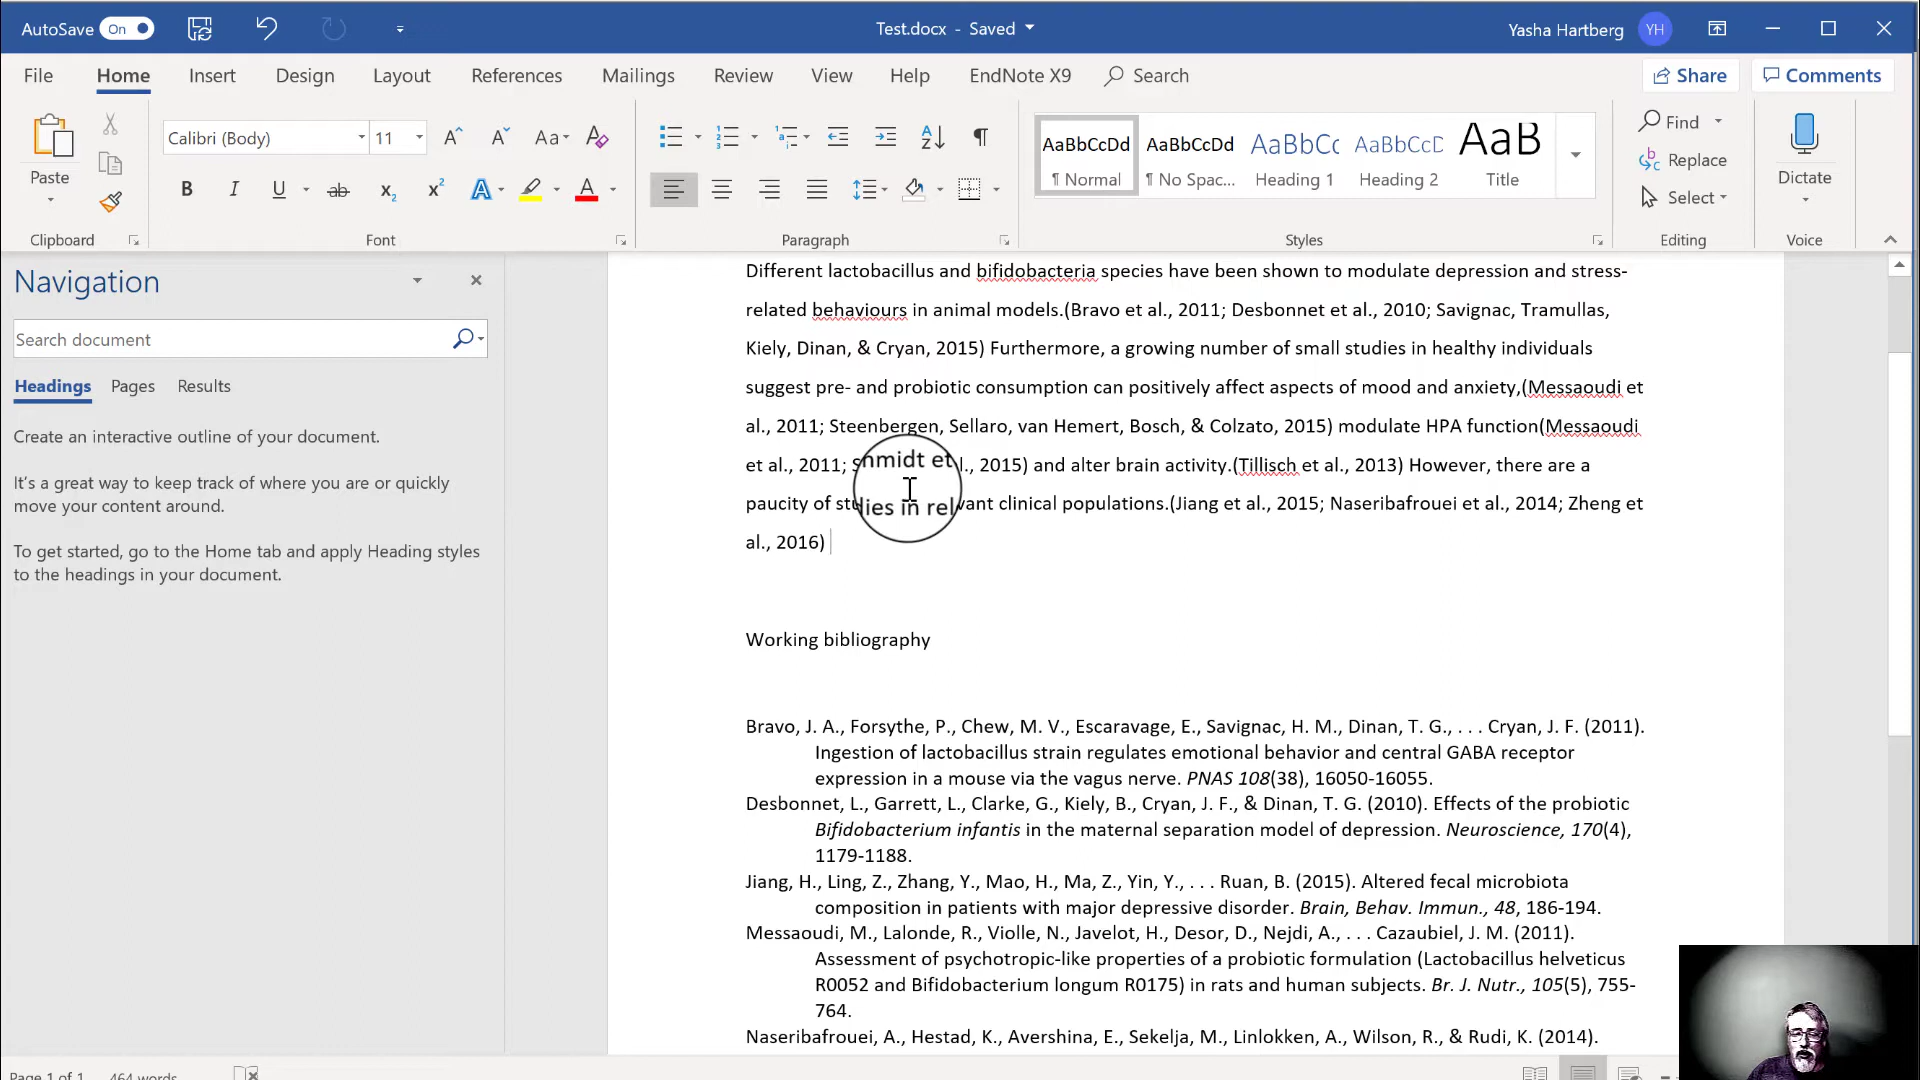 AutoSave On
Test.docx - Saved
Yasha Hartberg YH
File Home Insert Design Layout References Mailings Review View Help EndNote X9 Search
Share Comments
Paste
Clipboard
Calibri (Body) 11
Font
Paragraph
AaBbCcDd AaBbCcDd AaBbCc AaBbCcD AaB
¶ Normal ¶ No Spac... Heading 1 Heading 2 Title
Styles
Find
Replace
Select
Editing
Dictate
Voice
Navigation
Search document
Headings Pages Results
Create an interactive outline of your document.
It's a great way to keep track of where you are or quickly
move your content around.
To get started, go to the Home tab and apply Heading styles
to the headings in your document.
Different lactobacillus and bifidobacteria species have been shown to modulate depression and stress-
related behaviours in animal models.(Bravo et al., 2011; Desbonnet et al., 2010; Savignac, Tramullas,
Kiely, Dinan, & Cryan, 2015) Furthermore, a growing number of small studies in healthy individuals
suggest pre- and probiotic consumption can positively affect aspects of mood and anxiety,(Messaoudi et
al., 2011; Steenbergen, Sellaro, van Hemert, Bosch, & Colzato, 2015) modulate HPA function(Messaoudi
et al., 2011; Schmidt et al., 2015) and alter brain activity.(Tillisch et al., 2013) However, there are a
paucity of studies in relevant clinical populations.(Jiang et al., 2015; Naseribafrouei et al., 2014; Zheng et
al., 2016)
Working bibliography
Bravo, J. A., Forsythe, P., Chew, M. V., Escaravage, E., Savignac, H. M., Dinan, T. G., . . . Cryan, J. F. (2011).
Ingestion of lactobacillus strain regulates emotional behavior and central GABA receptor
expression in a mouse via the vagus nerve. PNAS 108(38), 16050-16055.
Desbonnet, L., Garrett, L., Clarke, G., Kiely, B., Cryan, J. F., & Dinan, T. G. (2010). Effects of the probiotic
Bifidobacterium infantis in the maternal separation model of depression. Neuroscience, 170(4),
1179-1188.
Jiang, H., Ling, Z., Zhang, Y., Mao, H., Ma, Z., Yin, Y., . . . Ruan, B. (2015). Altered fecal microbiota
composition in patients with major depressive disorder. Brain, Behav. Immun., 48, 186-194.
Messaoudi, M., Lalonde, R., Violle, N., Javelot, H., Desor, D., Nejdi, A., . . . Cazaubiel, J. M. (2011).
Assessment of psychotropic-like properties of a probiotic formulation (Lactobacillus helveticus
R0052 and Bifidobacterium longum R0175) in rats and human subjects. Br. J. Nutr., 105(5), 755-
764.
Naseribafrouei, A., Hestad, K., Avershina, E., Sekelja, M., Linlokken, A., Wilson, R., & Rudi, K. (2014).
Page 1 of 1 464 words